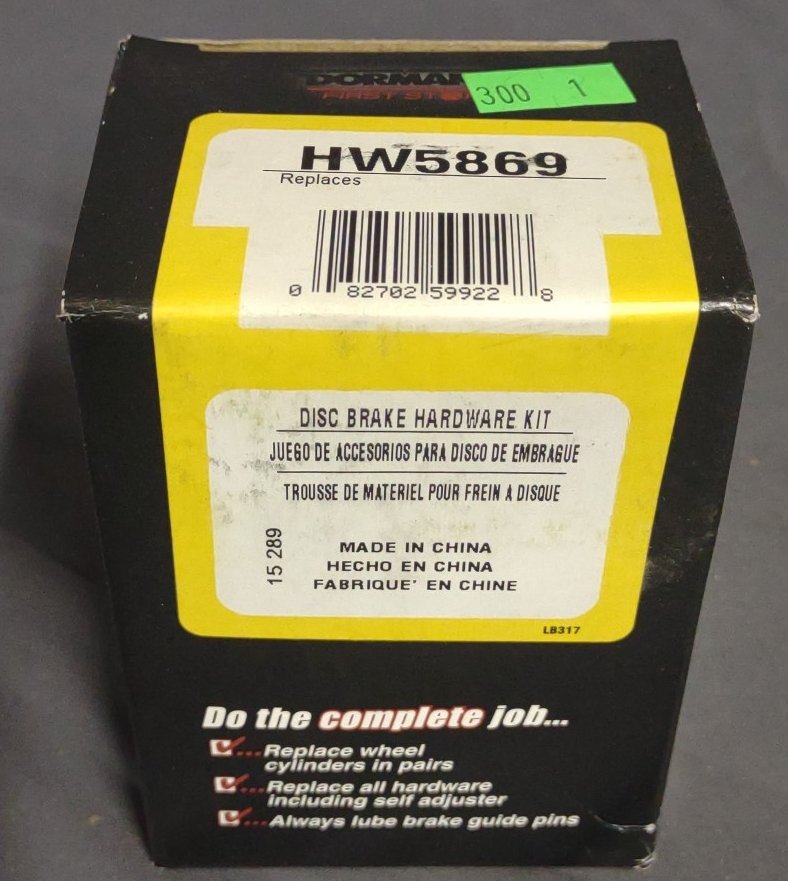 DORMAN
FIRST STOP
300 1
HW5869
Replaces
0 82702 59922 8
DISC BRAKE HARDWARE KIT
JUEGO DE ACCESORIOS PARA DISCO DE EMBRAGUE
TROUSSE DE MATERIEL POUR FREIN A DISQUE
15 289
MADE IN CHINA
HECHO EN CHINA
FABRIQUE' EN CHINE
LB317
Do the complete job...
...Replace wheel
cylinders in pairs
...Replace all hardware
including self adjuster
...Always lube brake guide pins